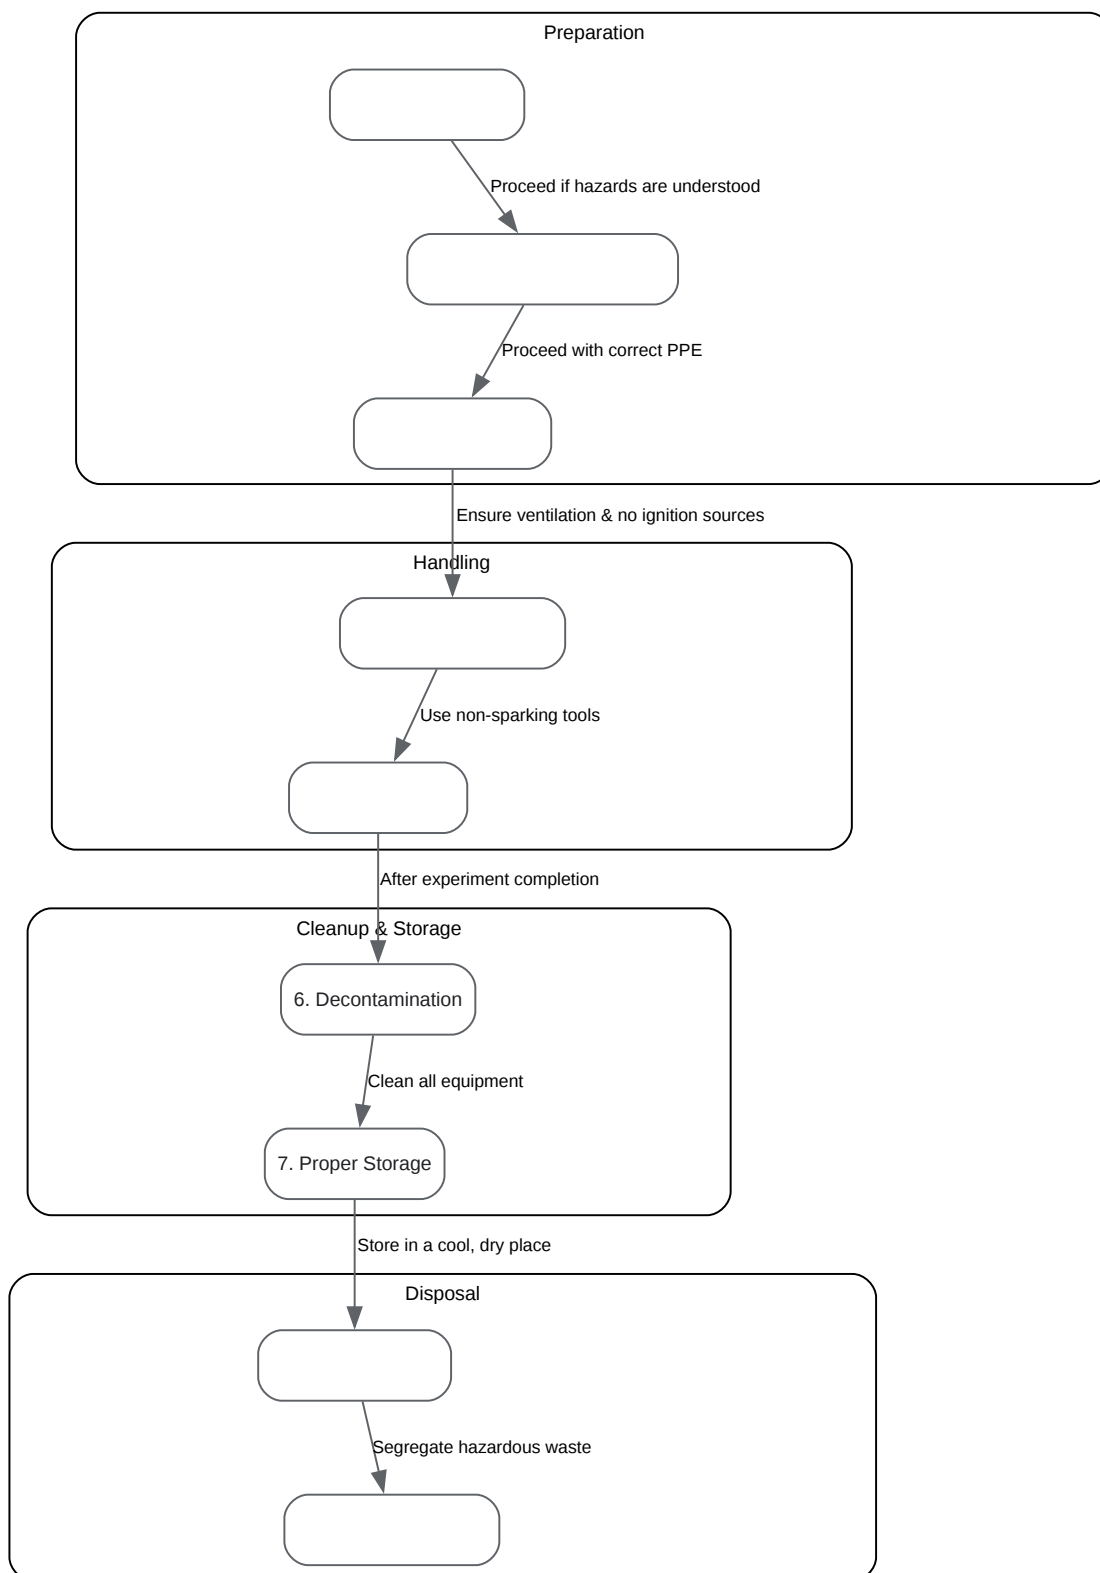 Preparation
Proceed if hazards are understood
Proceed with correct PPE
Ensure ventilation & no ignition sources
Handling
Use non-sparking tools
After experiment completion
Cleanup & Storage
6. Decontamination
Clean all equipment
7. Proper Storage
Store in a cool, dry place
Disposal
Segregate hazardous waste